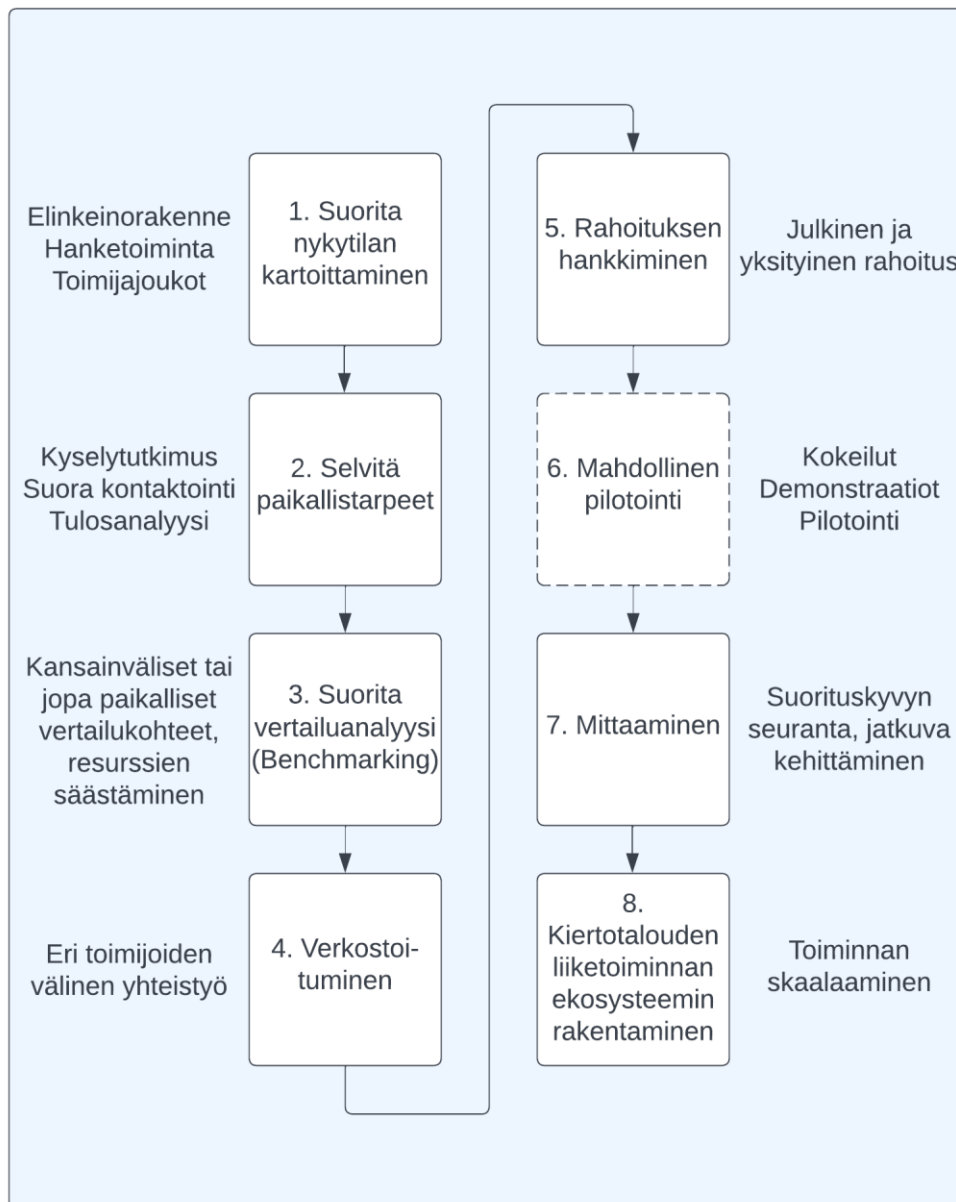 Elinkeinorakenne
Hanketoiminta
Toimijajoukot
1. Suorita
nykytilan
kartoittaminen
Kyselytutkimus
Suora kontaktointi
Tulosanalyysi
2. Selvitä
paikallistarpeet
Kansainväliset tai
jopa paikalliset
vertailukohteet,
resurssien
säästäminen
3. Suorita
vertailuanalyysi
(Benchmarking)
Eri toimijoiden
välinen yhteistyö
4. Verkostoi-
tuminen
5. Rahoituksen
hankkiminen
Julkinen ja
yksityinen rahoitus
6. Mahdollinen
pilotointi
Kokeilut
Demonstraatiot
Pilotointi
7. Mittaaminen
Suorituskyvyn
seuranta, jatkuva
kehittäminen
8.
Kiertotalouden
liiketoiminnan
ekosysteemin
rakentaminen
Toiminnan
skaalaaminen